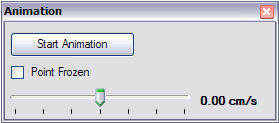 Animation
Start Animation
Point Frozen
0.00 cm/s